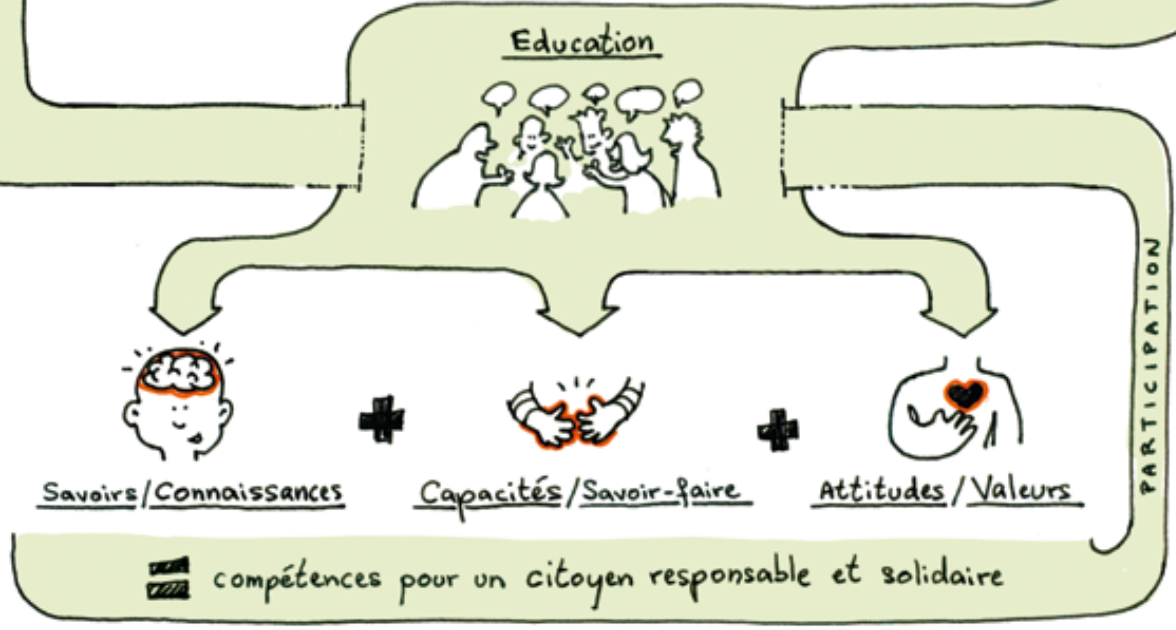 Education
Savoirs/Connaissances
Capacités/Savoir-faire
Attitudes/Valeurs
PARTICIPATION
compétences pour un citoyen responsable et solidaire